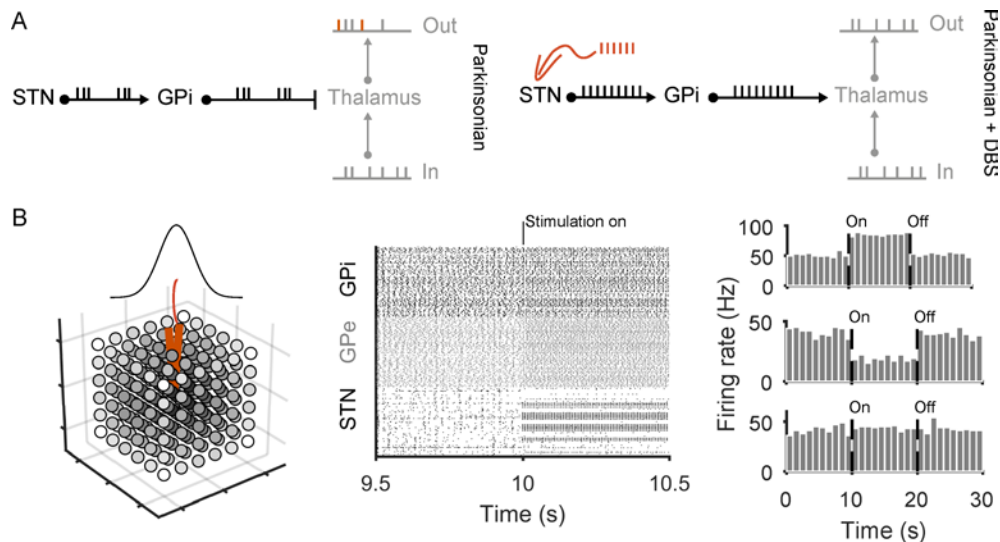 A
STN
GPi
Thalamus
Out
In
Parkinsonian
STN
GPi
Thalamus
Out
In
Parkinsonian + DBS
B
Stimulation on
GPi
GPe
STN
9.5
10
10.5
Time (s)
Firing rate (Hz)
100
50
0
On
Off
50
0
On
Off
50
0
On
Off
0
10
20
30
Time (s)